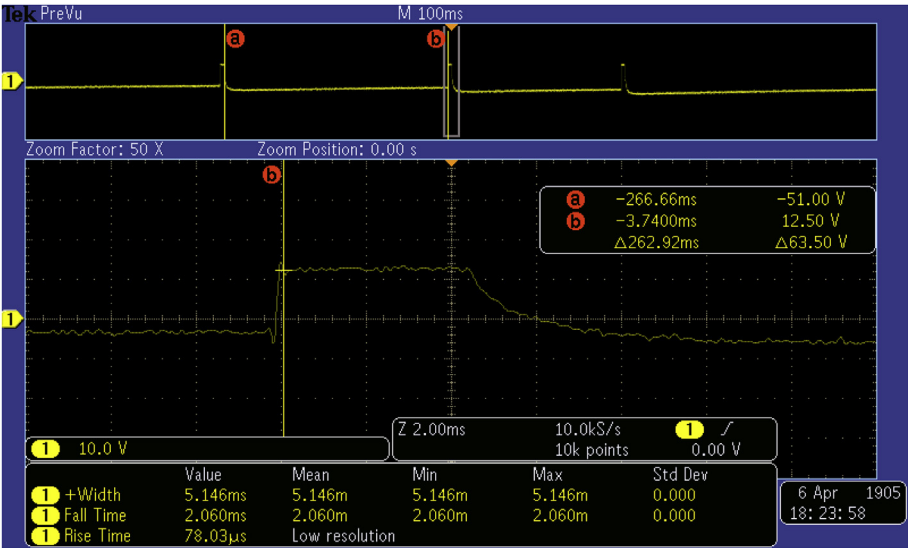 Tek PreVu M 100ms
a b
1
Zoom Factor: 50 X Zoom Position: 0.00 s
b
a -266.66ms -51.00 V
b -3.7400ms 12.50 V
△262.92ms △63.50 V
1
1 10.0 V
Z 2.00ms 10.0kS/s 1 ∫
10k points 0.00 V
Value Mean Min Max Std Dev
1 +Width 5.146ms 5.146m 5.146m 5.146m 0.000
1 Fall Time 2.060ms 2.060m 2.060m 2.060m 0.000
1 Rise Time 78.03µs Low resolution
6 Apr 1905
18:23:58